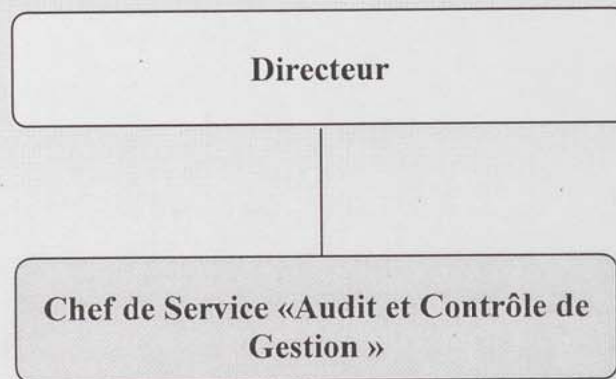 Directeur
Chef de Service «Audit et Contrôle de
Gestion »